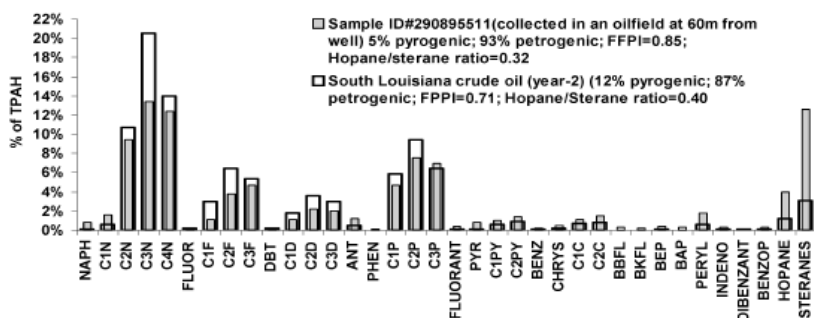 22%
20%
18%
16%
14%
12%
10%
8%
6%
4%
2%
0%
% of TPAH
Sample ID#290895511(collected in an oilfield at 60m from
well) 5% pyrogenic; 93% petrogenic; FFPI=0.85;
Hopane/sterane ratio=0.32
South Louisiana crude oil (year-2) (12% pyrogenic; 87%
petrogenic; FPPI=0.71; Hopane/Sterane ratio=0.40
NAPH
C1N
C2N
C3N
C4N
FLUOR
C1F
C2F
C3F
DBT
C1D
C2D
C3D
ANT
PHEN
C1P
C2P
C3P
FLUORANT
PYR
C1PY
C2PY
BENZ
CHRYS
C1C
C2C
BBFL
BKFL
BEP
BAP
PERYL
INDENO
DIBENZANT
BENZOP
HOPANE
STERANES